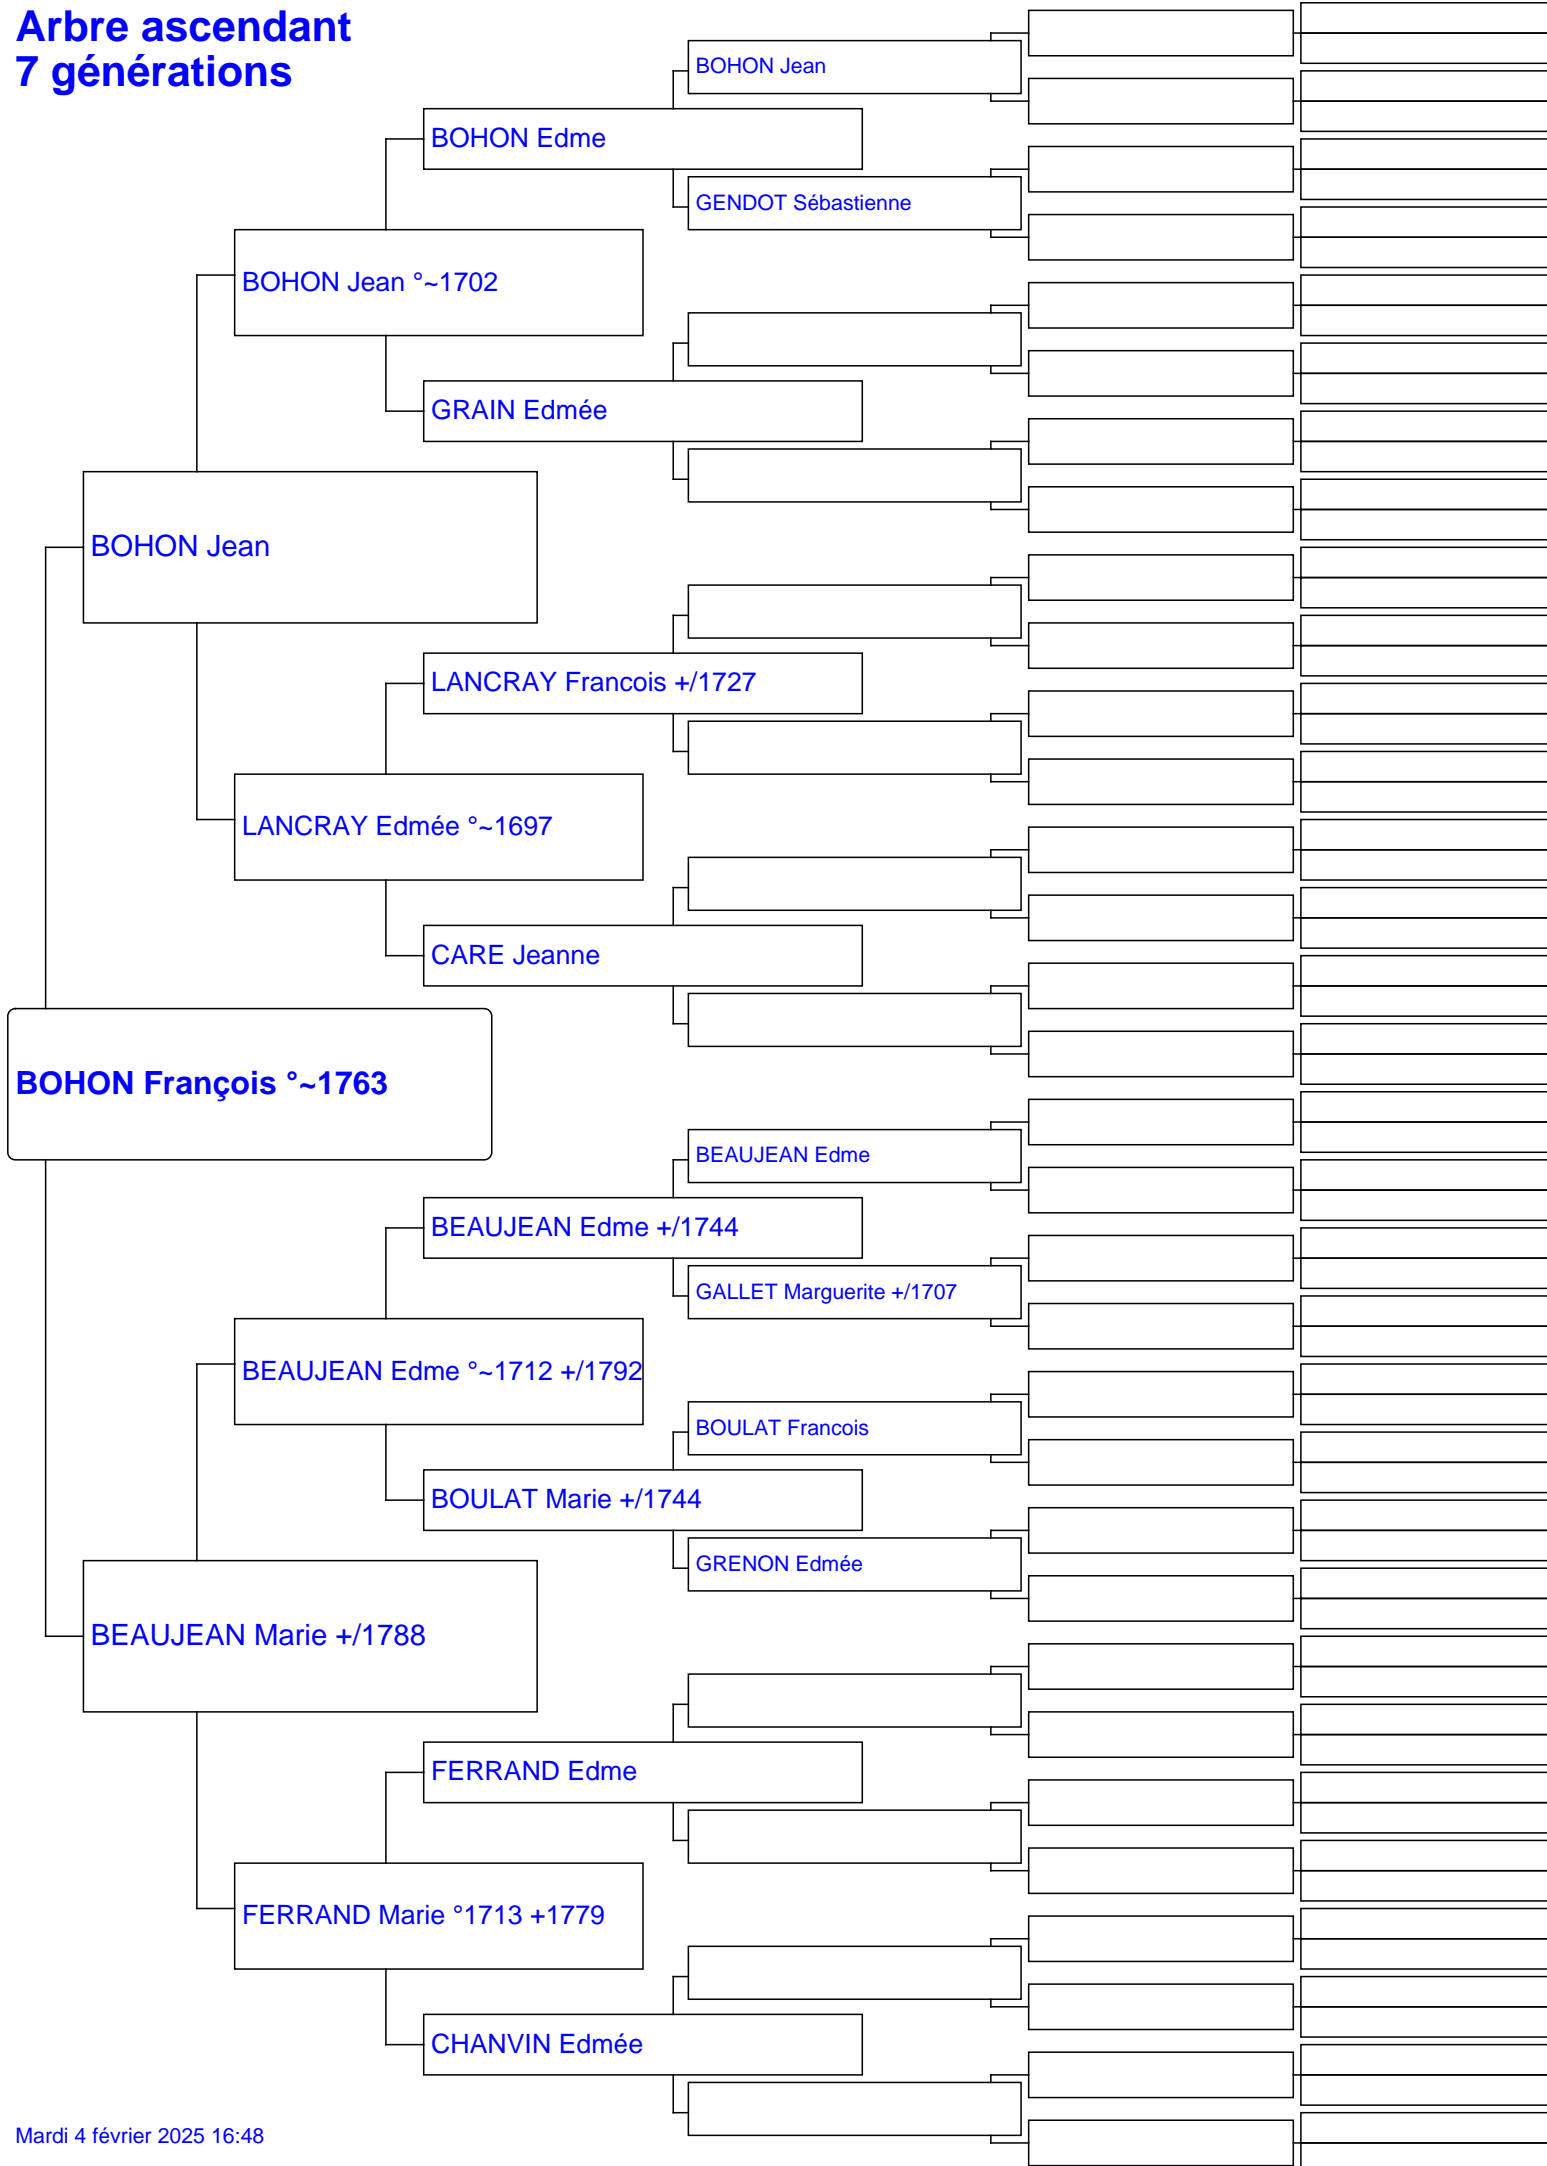 Arbre ascendant
7 générations
BOHON Jean
BOHON Edme
GENDOT Sébastienne
BOHON Jean °~1702
GRAIN Edmée
BOHON Jean
LANCRAY Francois +/1727
LANCRAY Edmée °~1697
CARE Jeanne
BOHON François °~1763
BEAUJEAN Edme
BEAUJEAN Edme +/1744
GALLET Marguerite +/1707
BEAUJEAN Edme °~1712 +/1792
BOULAT Francois
BOULAT Marie +/1744
GRENON Edmée
BEAUJEAN Marie +/1788
FERRAND Edme
FERRAND Marie °1713 +1779
CHANVIN Edmée
Mardi 4 février 2025 16:48